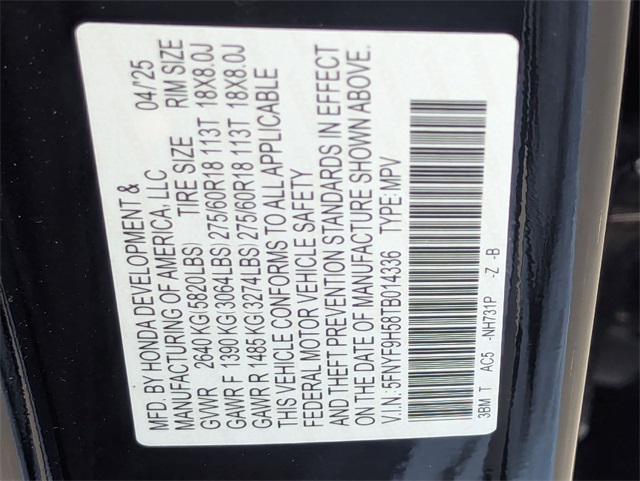 MFD. BY HONDA DEVELOPMENT & 04/'25
MANUFACTURING OF AMERICA, LLC
GVWR 2640 KG(5820LBS) TIRE SIZE RIM SIZE
GAWR F 1390 KG(3064LBS) 275/60R18 113T 18X8.0J
GAWR R 1485 KG(3274LBS) 275/60R18 113T 18X8.0J
THIS VEHICLE CONFORMS TO ALL APPLICABLE
FEDERAL MOTOR VEHICLE SAFETY
AND THEFT PREVENTION STANDARDS IN EFFECT
ON THE DATE OF MANUFACTURE SHOWN ABOVE.
V.I.N: 5FNYF9H58TB014336 TYPE:MPV
3BM T AC5 -NH731P -Z -B